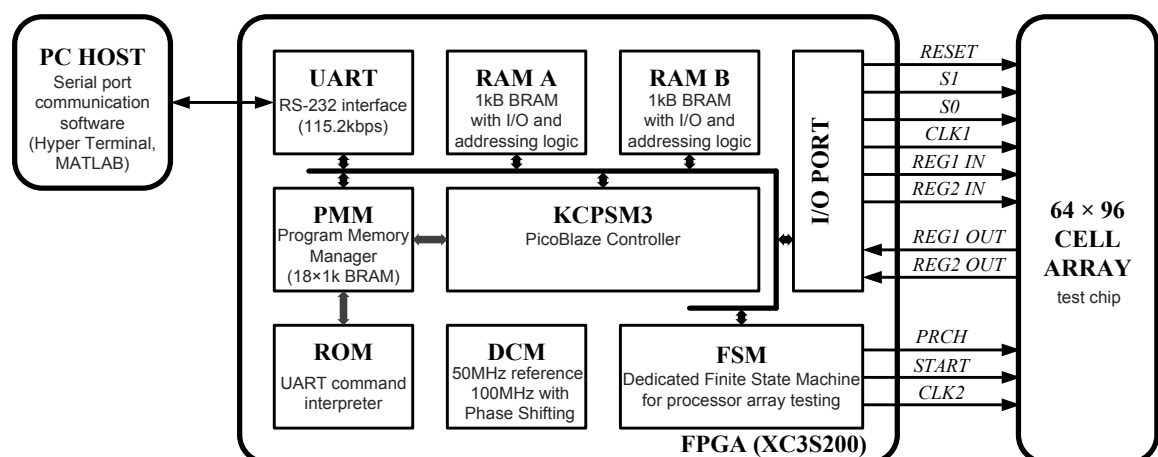 PC HOST
Serial port
communication
software
(Hyper Terminal,
MATLAB)
UART
RS-232 interface
(115.2kbps)
RAM A
1kB BRAM
with I/O and
addressing logic
RAM B
1kB BRAM
with I/O and
addressing logic
I/O PORT
PMM
Program Memory
Manager
(18×1k BRAM)
KCPSM3
PicoBlaze Controller
ROM
UART command
interpreter
DCM
50MHz reference
100MHz with
Phase Shifting
FSM
Dedicated Finite State Machine
for processor array testing
FPGA (XC3S200)
RESET
S1
S0
CLK1
REG1 IN
REG2 IN
REG1 OUT
REG2 OUT
PRCH
START
CLK2
64 × 96
CELL
ARRAY
test chip